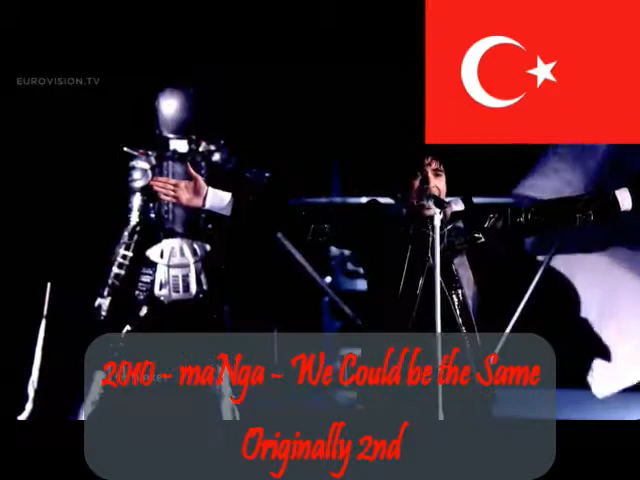 EUROVISION.TV
2010 - maNga - We Could be the Same
Originally 2nd